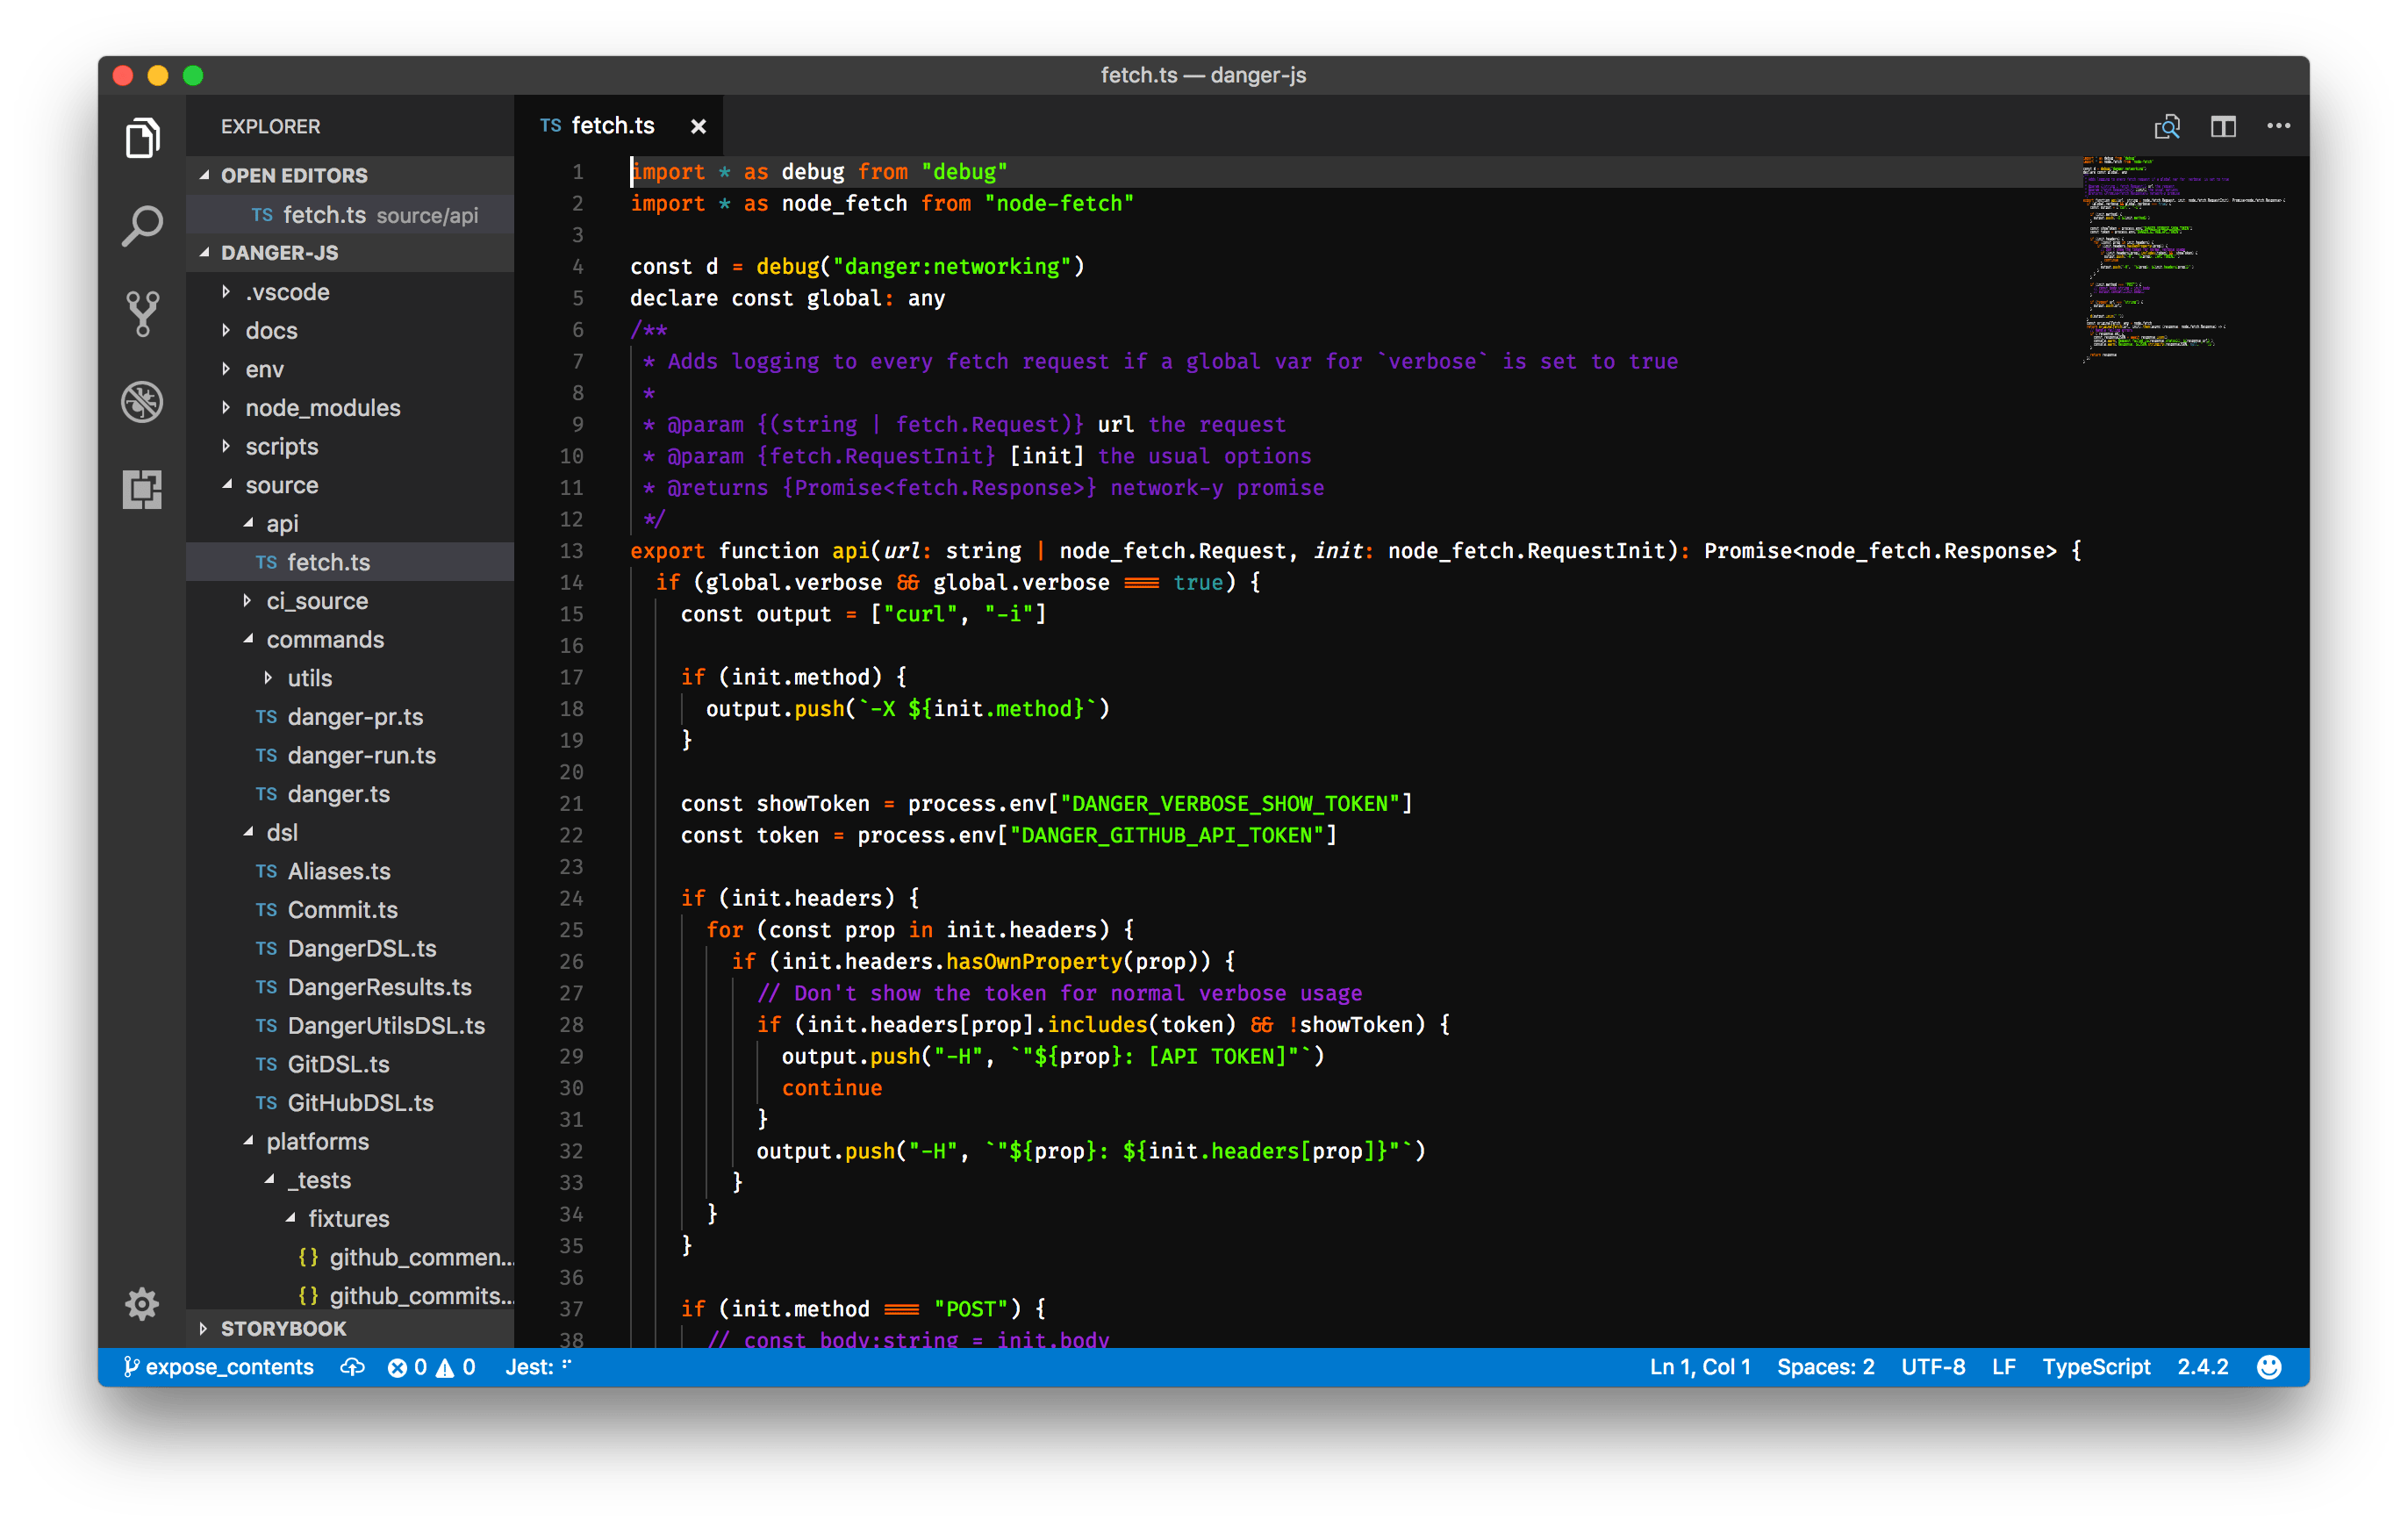 fetch.ts — danger-js
EXPLORER
OPEN EDITORS
TS fetch.ts source/api
DANGER-JS
.vscode
docs
env
node_modules
scripts
source
api
TS fetch.ts
ci_source
commands
utils
TS danger-pr.ts
TS danger-run.ts
TS danger.ts
dsl
TS Aliases.ts
TS Commit.ts
TS DangerDSL.ts
TS DangerResults.ts
TS DangerUtilsDSL.ts
TS GitDSL.ts
TS GitHubDSL.ts
platforms
_tests
fixtures
{} github_commen...
{} github_commits...
STORYBOOK
TS fetch.ts
1 import * as debug from "debug"
2 import * as node_fetch from "node-fetch"
3
4 const d = debug("danger:networking")
5 declare const global: any
6 /**
7 * Adds logging to every fetch request if a global var for `verbose` is set to true
8 *
9 * @param {(string | fetch.Request)} url the request
10 * @param {fetch.RequestInit} [init] the usual options
11 * @returns {Promise<fetch.Response>} network-y promise
12 */
13 export function api(url: string | node_fetch.Request, init: node_fetch.RequestInit): Promise<node_fetch.Response> {
14 if (global.verbose && global.verbose === true) {
15 const output = ["curl", "-i"]
16
17 if (init.method) {
18 output.push(`-X ${init.method}`)
19 }
20
21 const showToken = process.env["DANGER_VERBOSE_SHOW_TOKEN"]
22 const token = process.env["DANGER_GITHUB_API_TOKEN"]
23
24 if (init.headers) {
25 for (const prop in init.headers) {
26 if (init.headers.hasOwnProperty(prop)) {
27 // Don't show the token for normal verbose usage
28 if (init.headers[prop].includes(token) && !showToken) {
29 output.push("-H", `"${prop}: [API TOKEN]"`)
30 continue
31 }
32 output.push("-H", `"${prop}: ${init.headers[prop]}"`)
33 }
34 }
35 }
36
37 if (init.method === "POST") {
38 // const body:string = init.body
expose_contents 0 0 Jest: Ln 1, Col 1 Spaces: 2 UTF-8 LF TypeScript 2.4.2